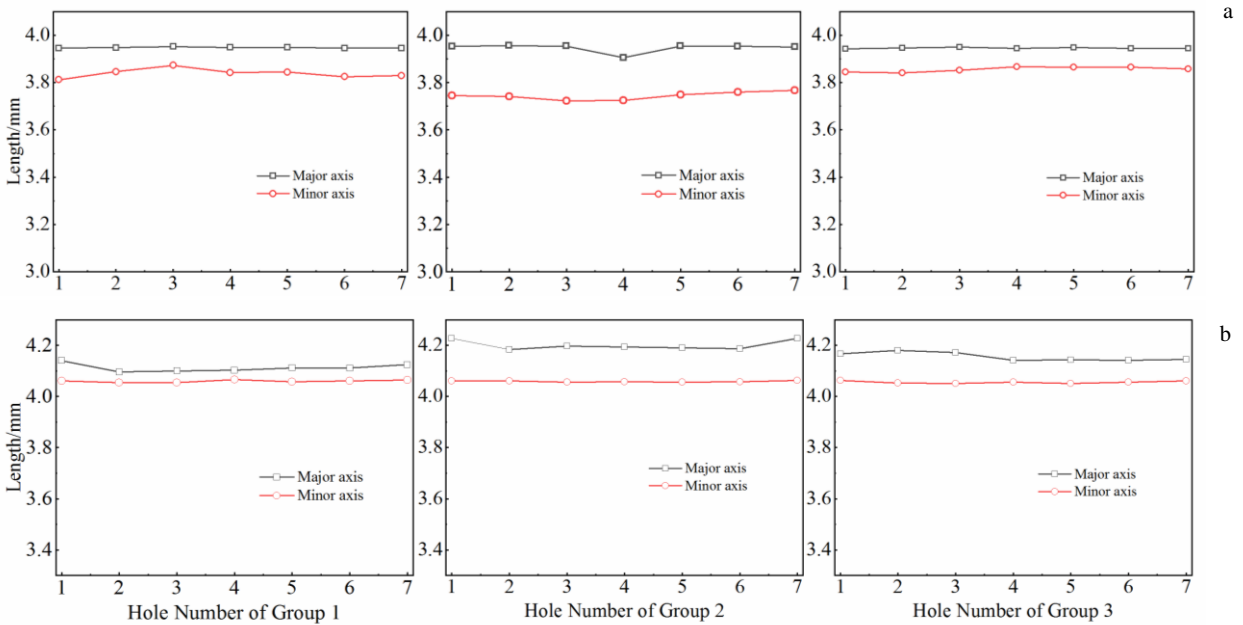 a
4.0
3.8
3.6
3.4
3.2
3.0
Length/mm
Major axis
Minor axis
1 2 3 4 5 6 7
4.0
3.8
3.6
3.4
3.2
3.0
Major axis
Minor axis
1 2 3 4 5 6 7
4.0
3.8
3.6
3.4
3.2
3.0
Major axis
Minor axis
1 2 3 4 5 6 7
b
4.2
4.0
3.8
3.6
3.4
Length/mm
Major axis
Minor axis
1 2 3 4 5 6 7
Hole Number of Group 1
4.2
4.0
3.8
3.6
3.4
Major axis
Minor axis
1 2 3 4 5 6 7
Hole Number of Group 2
4.2
4.0
3.8
3.6
3.4
Major axis
Minor axis
1 2 3 4 5 6 7
Hole Number of Group 3